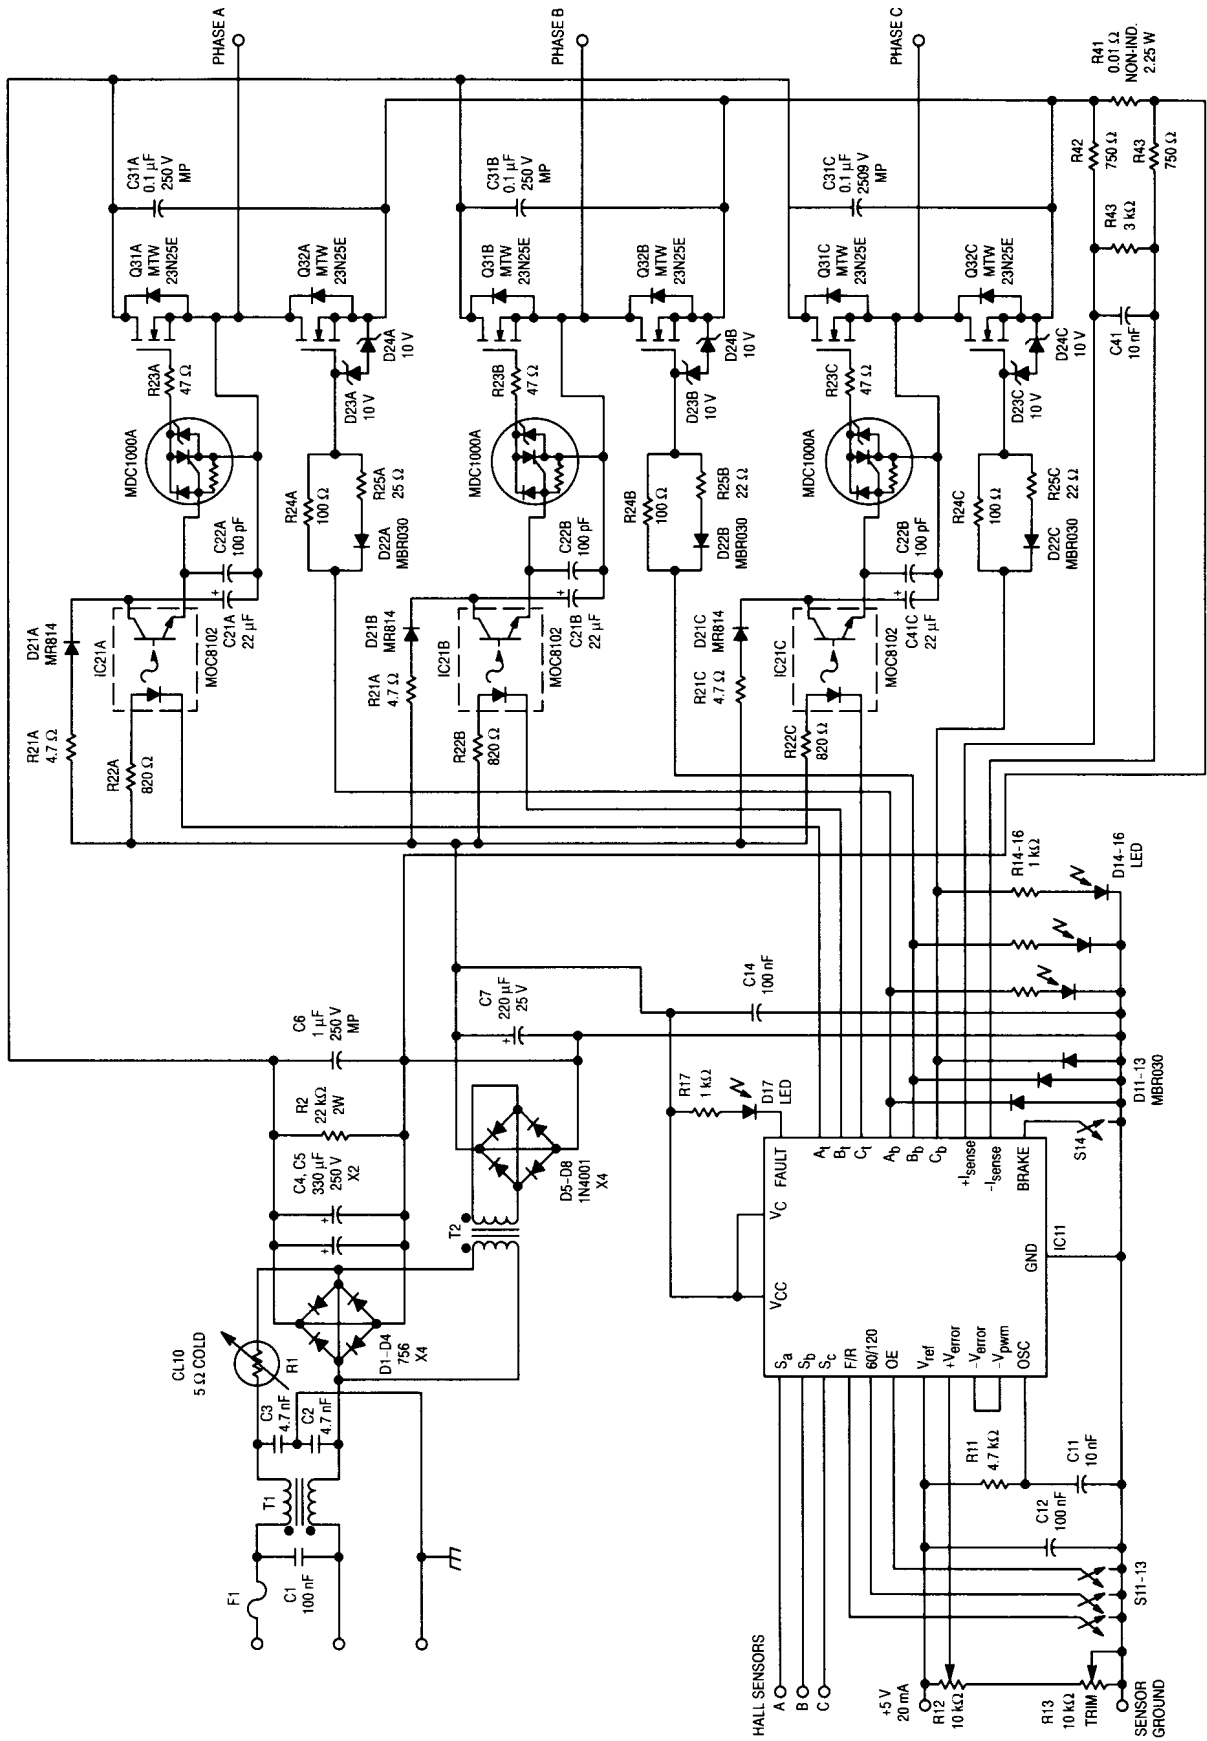 PHASE A
PHASE B
PHASE C
R41
0.01 Ω
NON-IND.
2.25 W
C31A
0.1 µF
250 V
MP
C31B
0.1 µF
250 V
MP
C31C
0.1 µF
2509 V
MP
R42
750 Ω
R43
750 Ω
R43
3 kΩ
C41
10 nF
Q31A
MTW
23N25E
Q32A
MTW
23N25E
Q31B
MTW
23N25E
Q32B
MTW
23N25E
Q31C
MTW
23N25E
Q32C
MTW
23N25E
R23A
47 Ω
D23A
10 V
D24A
10 V
R23B
47 Ω
D23B
10 V
D24B
10 V
R23C
47 Ω
D23C
10 V
D24C
10 V
MDC1000A
MDC1000A
MDC1000A
R24A
100 Ω
R25A
25 Ω
R24B
100 Ω
R25B
22 Ω
R24C
100 Ω
R25C
22 Ω
C22A
100 pF
D22A
MBR030
C22B
100 pF
D22B
MBR030
C22B
100 pF
D22C
MBR030
D21A
MR814
IC21A
MOC8102
+
C21A
22 µF
D21B
MR814
IC21B
MOC8102
+
C21B
22 µF
D21C
MR814
IC21C
MOC8102
+
C41C
22 µF
R21A
4.7 Ω
R22A
820 Ω
R21A
4.7 Ω
R22B
820 Ω
R21C
4.7 Ω
R22C
820 Ω
R14-16
1 kΩ
D14-16
LED
C6
1 µF
250 V
MP
C7
220 µF
25 V
+
C14
100 nF
R2
22 kΩ
2W
C4, C5
330 µF
250 V
X2
+
+
D5-D8
1N4001
X4
T2
R17
1 kΩ
D17
LED
D11-13
MBR030
S14
CL10
5 Ω COLD
R1
D1-D4
756
X4
C3
4.7 nF
C2
4.7 nF
T1
F1
C1
100 nF
FAULT
At
Bt
Ct
Ab
Bb
Cb
+Isense
-Isense
BRAKE
VC
VCC
GND
IC11
Sa
Sb
Sc
F/R
60/120
OE
Vref
+Verror
-Verror
-Vpwm
OSC
R11
4.7 kΩ
C11
10 nF
C12
100 nF
S11-13
HALL SENSORS
A
B
C
+5 V
20 mA
R12
10 kΩ
R13
10 kΩ
TRIM
SENSOR
GROUND